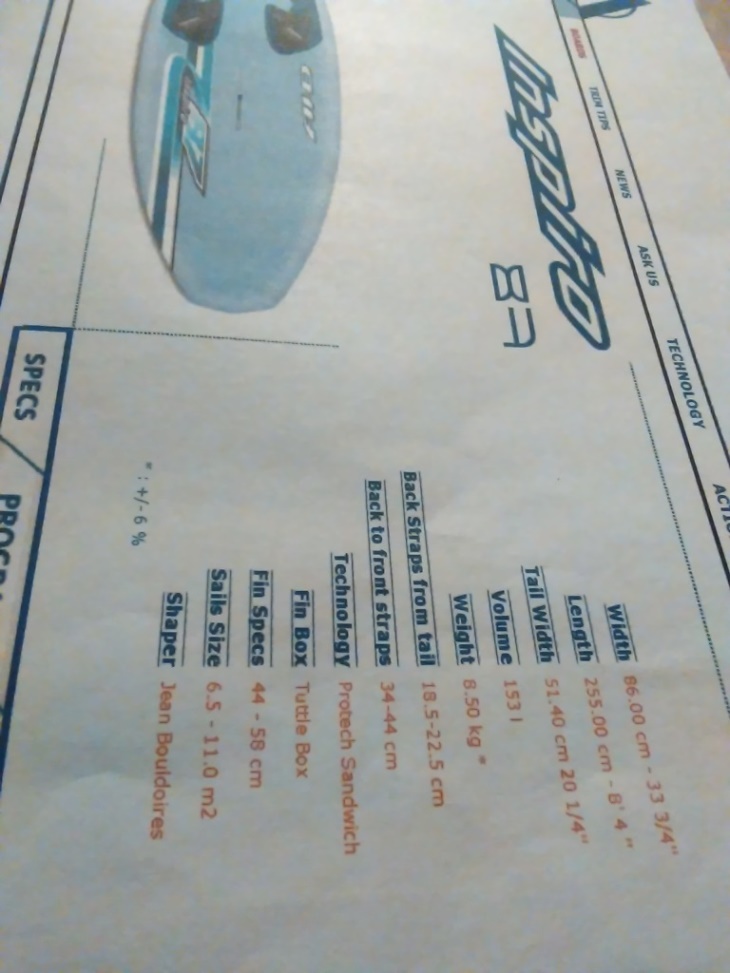 BOARDS
TRIM TIPS
NEWS
ASK US
TECHNOLOGY
Inspiro
87
Width 86.00 cm - 33 3/4"
Length 255.00 cm - 8' 4 "
Tail Width 51.40 cm 20 1/4"
Volume 153 l
Weight 8.50 kg *
Back Straps from tail 18.5-22.5 cm
Back to front straps 34-44 cm
Technology Protech Sandwich
Fin Box Tuttle Box
Fin Specs 44 - 58 cm
Sails Size 6.5 - 11.0 m2
Shaper Jean Bouldoires
* : +/- 6 %
SPECS